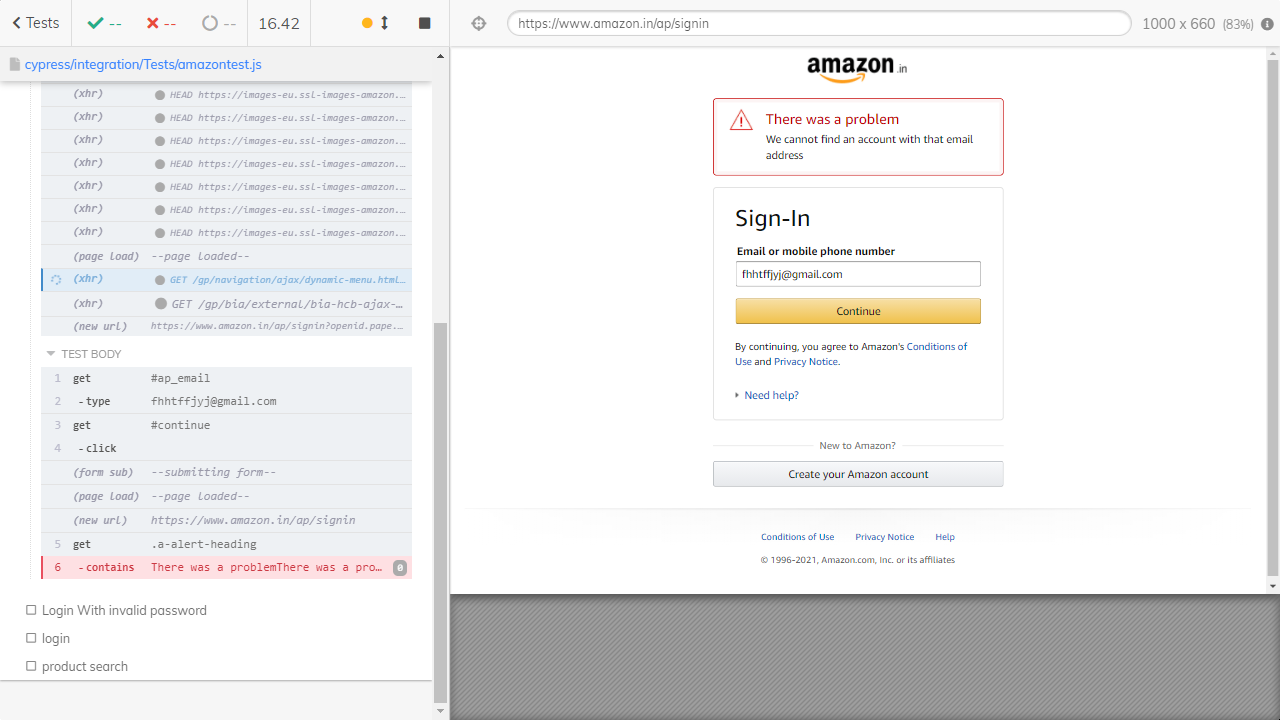 Tests
--
--
--
16.42
https://www.amazon.in/ap/signin
1000 x 660 (83%)
cypress/integration/Tests/amazontest.js
(xhr) HEAD https://images-eu.ssl-images-amazon....
(xhr) HEAD https://images-eu.ssl-images-amazon....
(xhr) HEAD https://images-eu.ssl-images-amazon....
(xhr) HEAD https://images-eu.ssl-images-amazon....
(xhr) HEAD https://images-eu.ssl-images-amazon....
(xhr) HEAD https://images-eu.ssl-images-amazon....
(xhr) HEAD https://images-eu.ssl-images-amazon....
(page load) --page loaded--
(xhr) GET /gp/navigation/ajax/dynamic-menu.html...
(xhr) GET /gp/bia/external/bia-hcb-ajax-...
(new url) https://www.amazon.in/ap/signin?openid.pape...
TEST BODY
1 get #ap_email
2 -type fhhtffjyj@gmail.com
3 get #continue
4 -click
(form sub) --submitting form--
(page load) --page loaded--
(new url) https://www.amazon.in/ap/signin
5 get .a-alert-heading
6 -contains There was a problemThere was a pro... 0
Login With invalid password
login
product search
amazon.in
There was a problem
We cannot find an account with that email
address
Sign-In
Email or mobile phone number
fhhtffjyj@gmail.com
Continue
By continuing, you agree to Amazon's Conditions of
Use and Privacy Notice.
Need help?
New to Amazon?
Create your Amazon account
Conditions of Use Privacy Notice Help
© 1996-2021, Amazon.com, Inc. or its affiliates